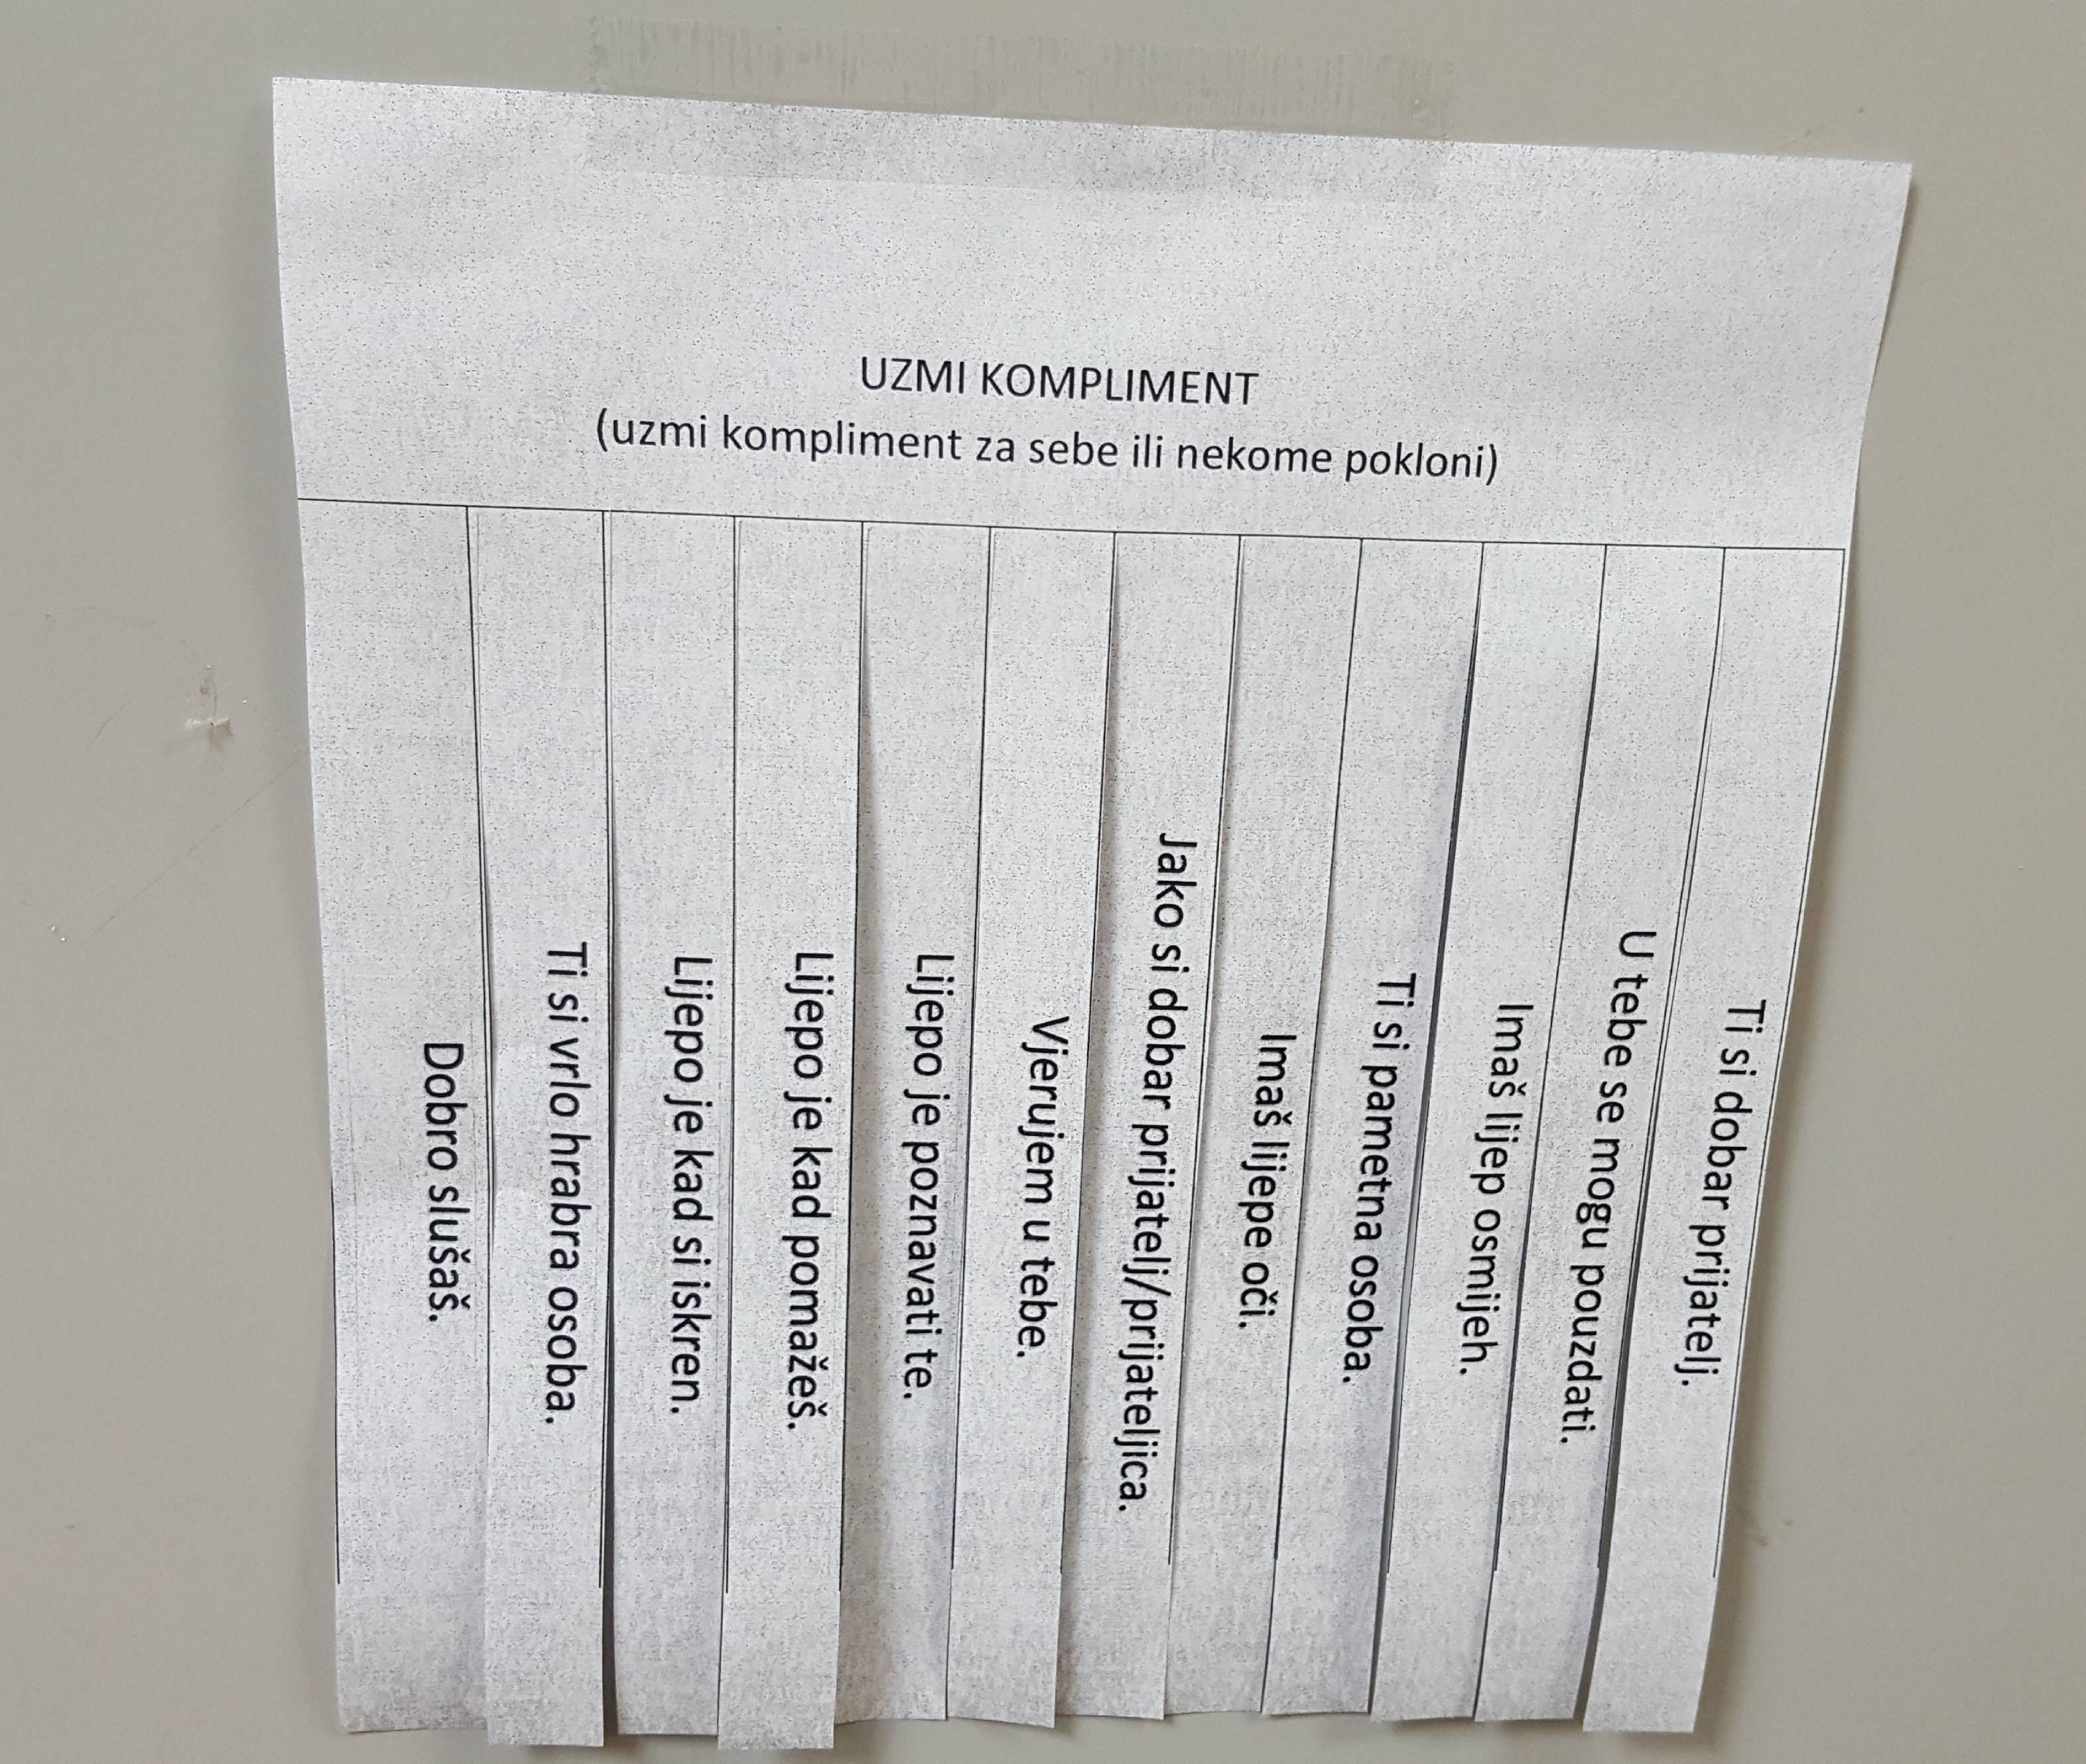 UZMI KOMPLIMENT
(uzmi kompliment za sebe ili nekome pokloni)
Dobro slušaš.
Ti si vrlo hrabra osoba.
Lijepo je kad si iskren.
Lijepo je kad pomažeš.
Lijepo je poznavati te.
Vjerujem u tebe.
Jako si dobar prijatelj/prijateljica.
Imaš lijepe oči.
Ti si pametna osoba.
Imaš lijep osmijeh.
U tebe se mogu pouzdati.
Ti si dobar prijatelj.